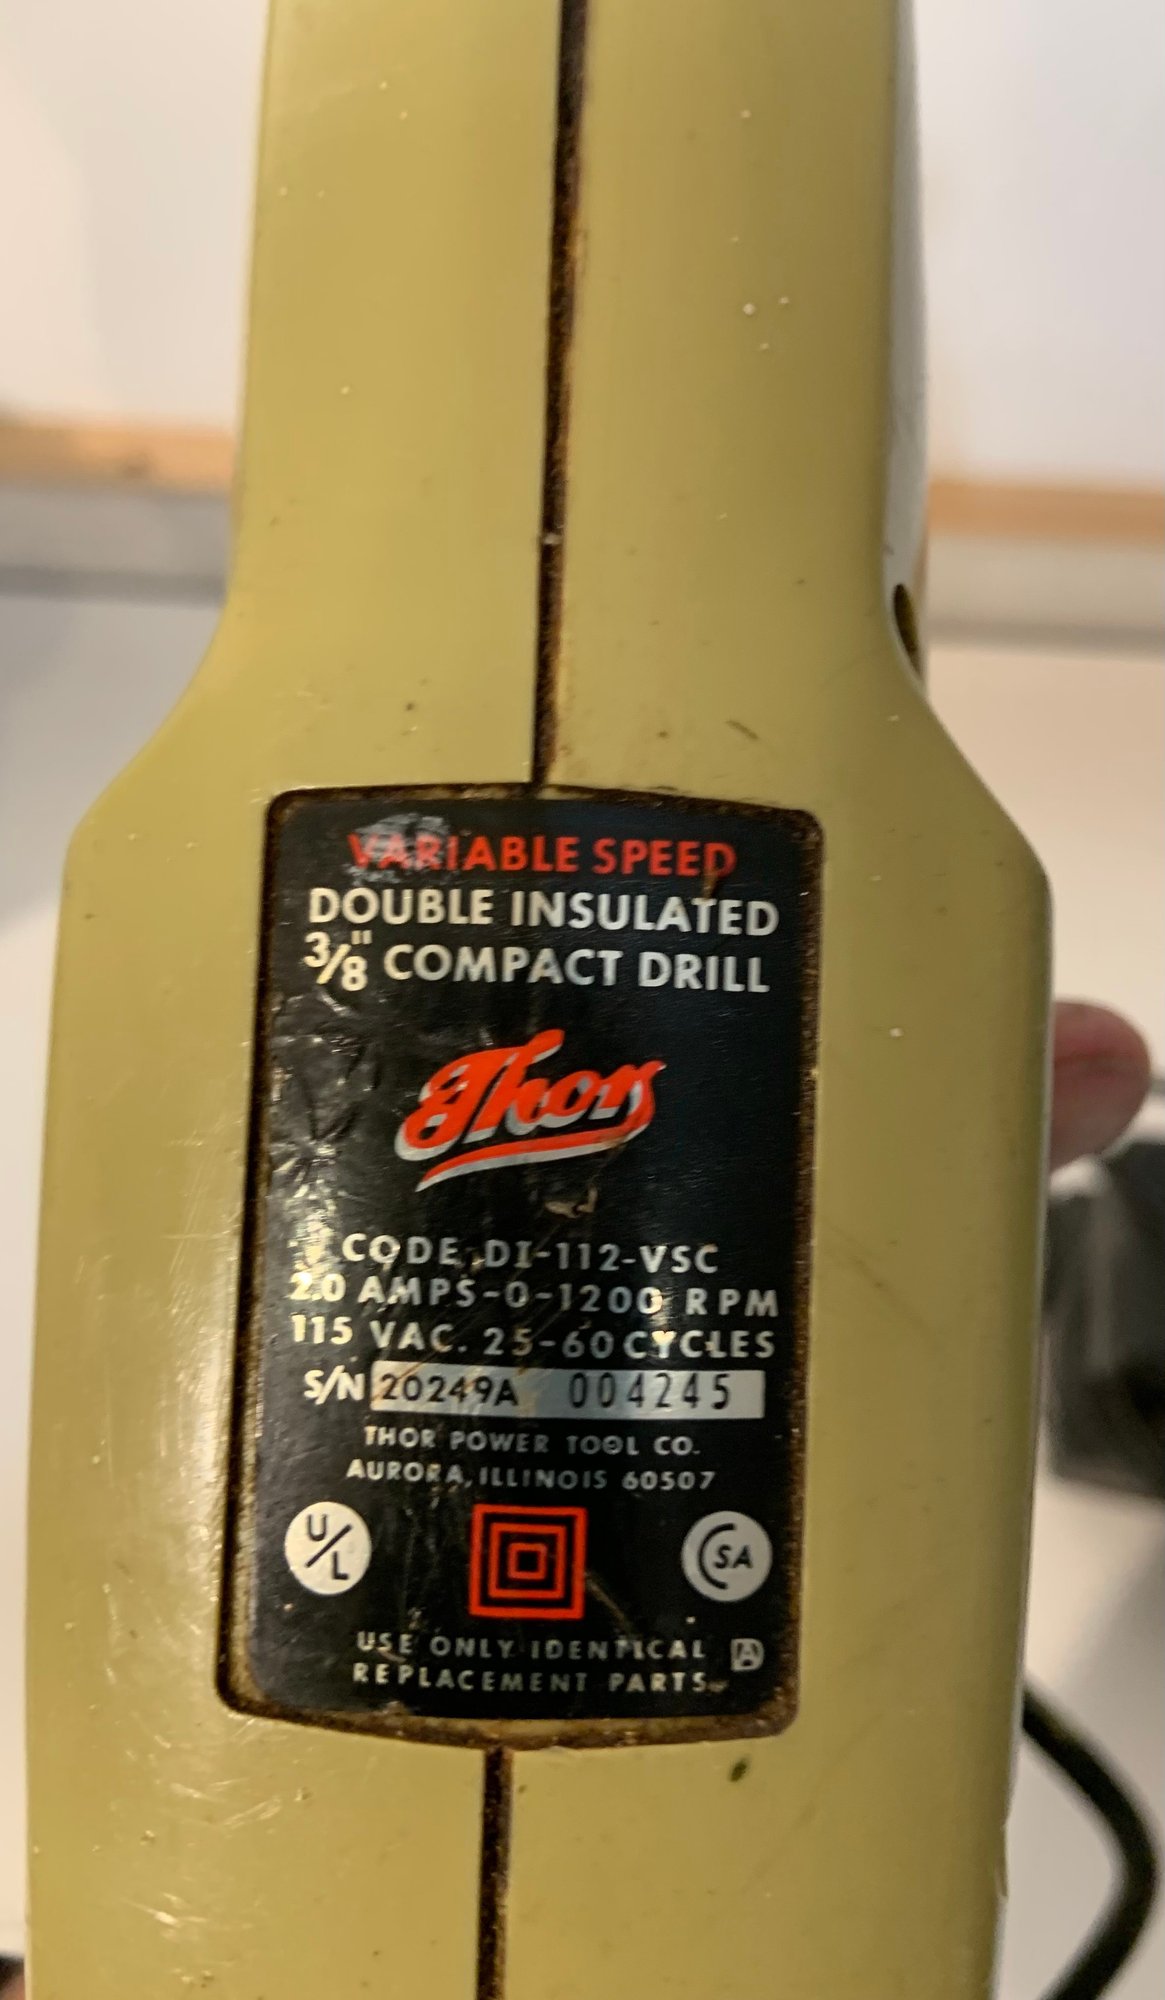 VARIABLE SPEED
DOUBLE INSULATED
3/8" COMPACT DRILL
Thor
CODE DI-112-VSC
2.0 AMPS-0-1200 RPM
115 VAC. 25-60 CYCLES
S/N 20249A 004245
THOR POWER TOOL CO.
AURORA, ILLINOIS 60507
U/L
CSA
USE ONLY IDENTICAL
REPLACEMENT PARTS.
A